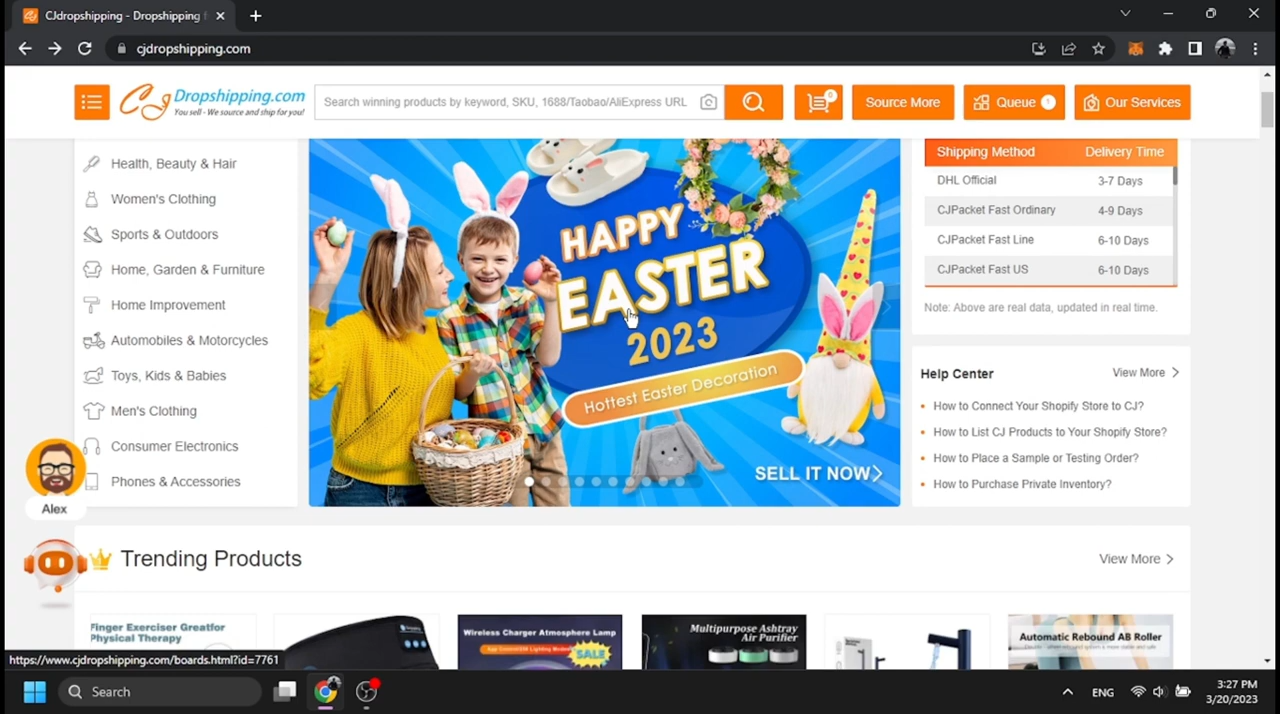 CJdropshipping - Dropshipping f
cjdropshipping.com
Cj Dropshipping.com
You sell - We source and ship for you!
Search winning products by keyword, SKU, 1688/Taobao/AliExpress URL
0
Source More
Queue 1
Our Services
Health, Beauty & Hair
Women's Clothing
Sports & Outdoors
Home, Garden & Furniture
Home Improvement
Automobiles & Motorcycles
Toys, Kids & Babies
Men's Clothing
Consumer Electronics
Phones & Accessories
HAPPY
EASTER
2023
Hottest Easter Decoration
SELL IT NOW
Shipping Method Delivery Time
DHL Official 3-7 Days
CJPacket Fast Ordinary 4-9 Days
CJPacket Fast Line 6-10 Days
CJPacket Fast US 6-10 Days
Note: Above are real data, updated in real time.
Help Center View More
How to Connect Your Shopify Store to CJ?
How to List CJ Products to Your Shopify Store?
How to Place a Sample or Testing Order?
How to Purchase Private Inventory?
Alex
Trending Products View More
Finger Exerciser Greatfor
Physical Therapy
Wireless Charger Atmosphere Lamp
SALE
Multipurpose Ashtray
Air Purifier
Automatic Rebound AB Roller
https://www.cjdropshipping.com/boards.html?id=7761
Search
ENG
3:27 PM
3/20/2023